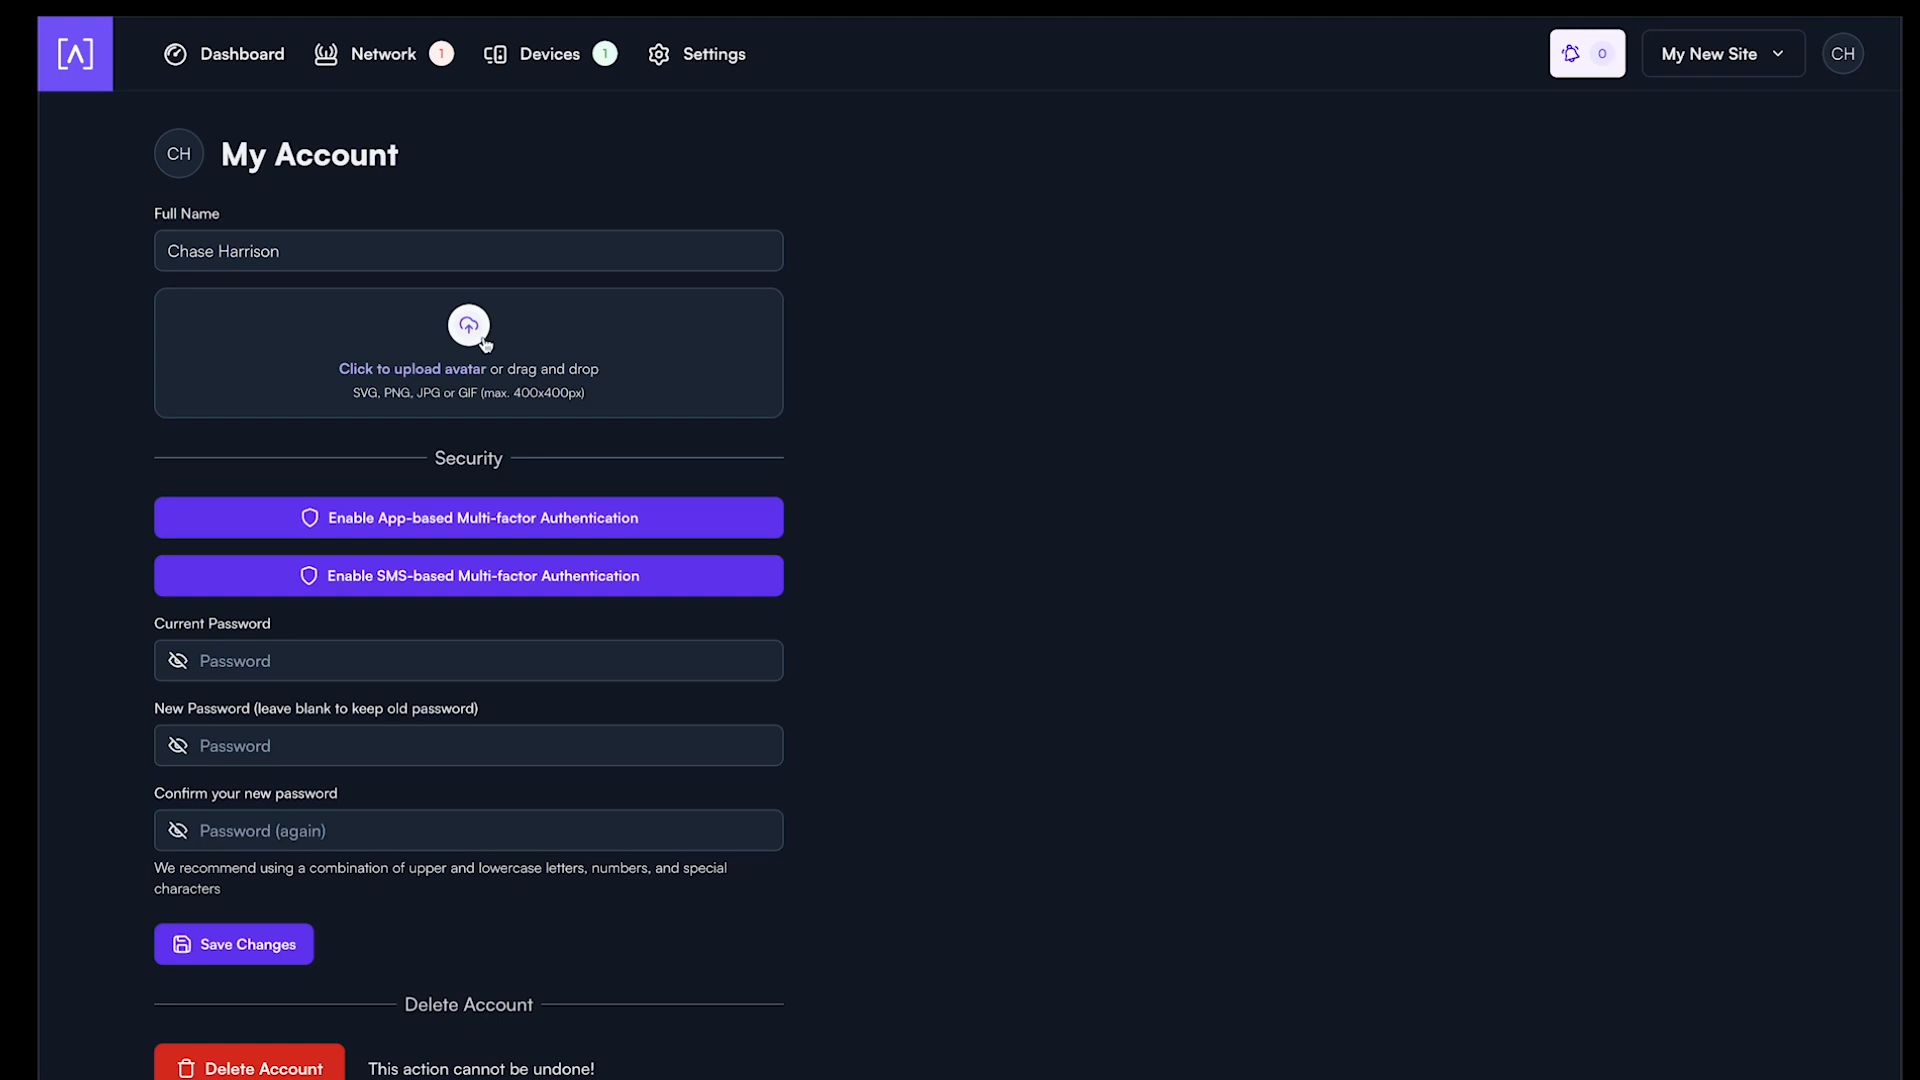 [Λ]
Dashboard
Network 1
Devices 1
Settings
0
My New Site
CH
CH
My Account
Full Name
Chase Harrison
Click to upload avatar or drag and drop
SVG, PNG, JPG or GIF (max. 400x400px)
Security
Enable App-based Multi-factor Authentication
Enable SMS-based Multi-factor Authentication
Current Password
Password
New Password (leave blank to keep old password)
Password
Confirm your new password
Password (again)
We recommend using a combination of upper and lowercase letters, numbers, and special
characters
Save Changes
Delete Account
Delete Account
This action cannot be undone!